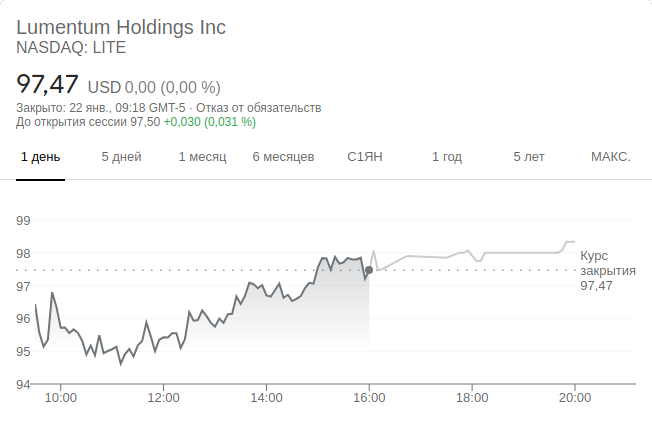 Lumentum Holdings Inc
NASDAQ: LITE
97,47 USD 0,00 (0,00 %)
Закрыто: 22 янв., 09:18 GMT-5 · Отказ от обязательств
До открытия сессии 97,50 +0,030 (0,031 %)
1 день 5 дней 1 месяц 6 месяцев С1ЯН 1 год 5 лет МАКС.
99
98
Курс
закрытия
97
97,47
96
95
94
10:00 12:00 14:00 16:00 18:00 20:00